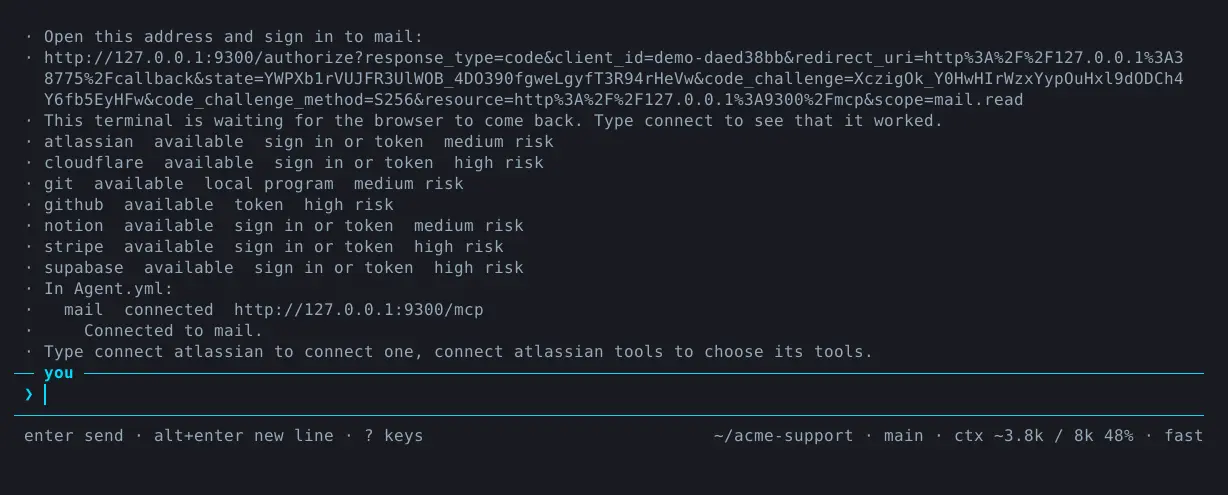 · Open this address and sign in to mail:
· http://127.0.0.1:9300/authorize?response_type=code&client_id=demo-daed38bb&redirect_uri=http%3A%2F%2F127.0.0.1%3A3
8775%2Fcallback&state=YWPXb1rVUJFR3UlWOB_4DO390fgweLgyfT3R94rHeVw&code_challenge=XczigOk_Y0HwHIrWzxYypOuHxl9dODCh4
Y6fb5EyHFw&code_challenge_method=S256&resource=http%3A%2F%2F127.0.0.1%3A9300%2Fmcp&scope=mail.read
· This terminal is waiting for the browser to come back. Type connect to see that it worked.
· atlassian  available  sign in or token  medium risk
· cloudflare  available  sign in or token  high risk
· git  available  local program  medium risk
· github  available  token  high risk
· notion  available  sign in or token  medium risk
· stripe  available  sign in or token  high risk
· supabase  available  sign in or token  high risk
· In Agent.yml:
·   mail  connected  http://127.0.0.1:9300/mcp
·     Connected to mail.
· Type connect atlassian to connect one, connect atlassian tools to choose its tools.
you
❯
enter send · alt+enter new line · ? keys
~/acme-support · main · ctx ~3.8k / 8k 48% · fast